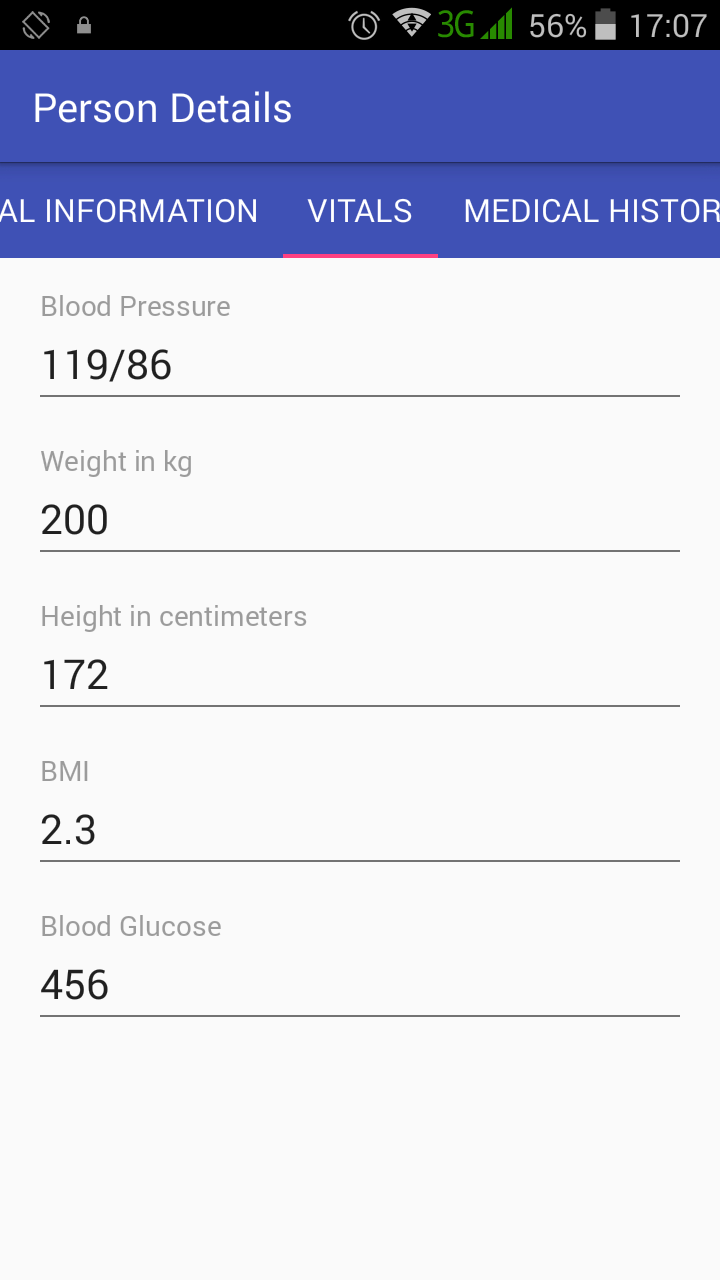 3G 56% 17:07
Person Details
AL INFORMATION VITALS MEDICAL HISTOR
Blood Pressure
119/86
Weight in kg
200
Height in centimeters
172
BMI
2.3
Blood Glucose
456